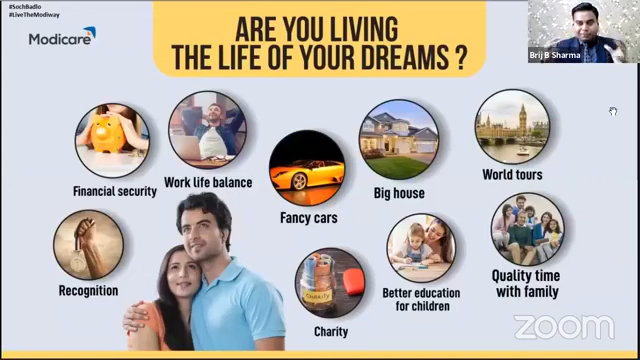 #SochBadlo
#LiveTheModiway
Modicare
ARE YOU LIVING
THE LIFE OF YOUR DREAMS ?
Brij B Sharma
Financial security
Work life balance
Fancy cars
Big house
World tours
Recognition
CHARITY
Charity
Better education
for children
Quality time
with family
zoom